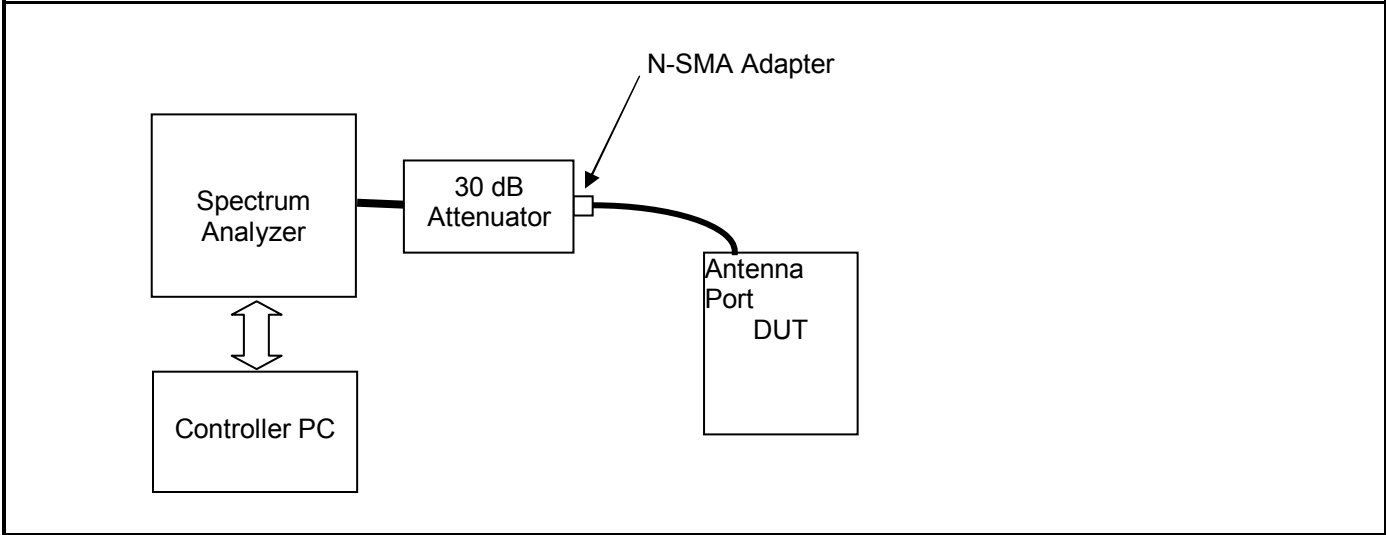 N-SMA Adapter
Spectrum
Analyzer
30 dB
Attenuator
Antenna
Port
DUT
Controller PC